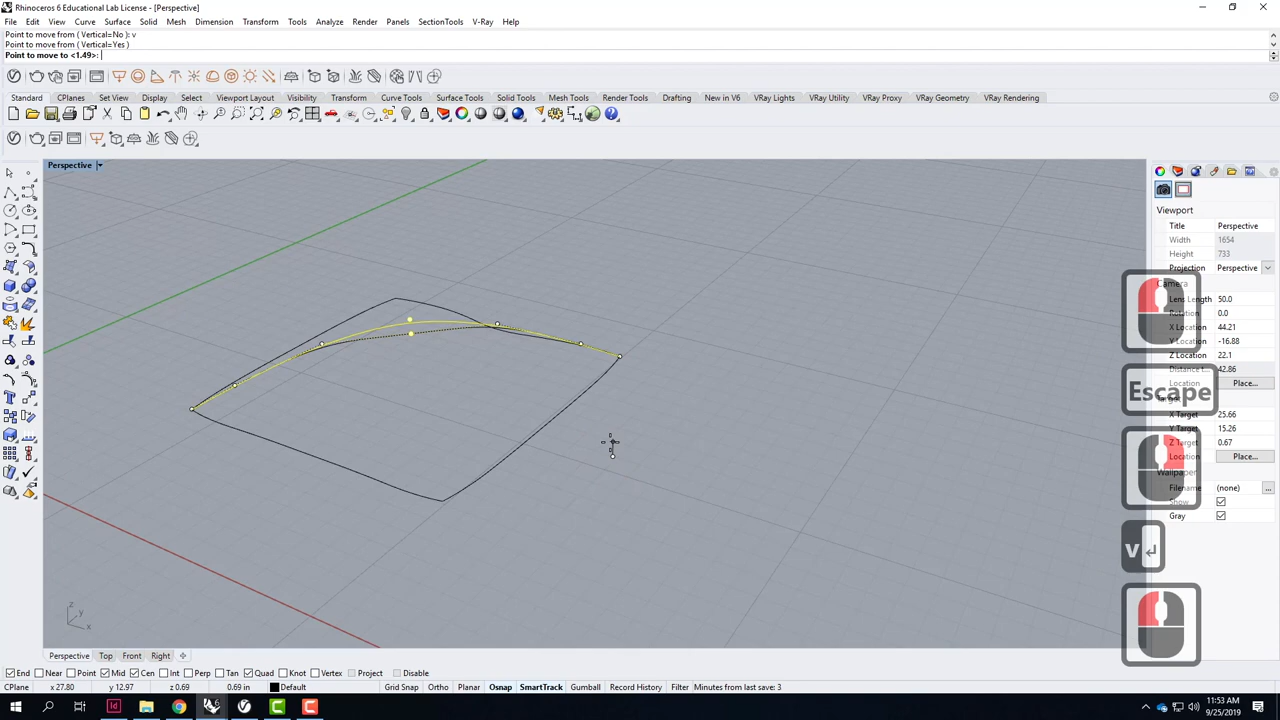 Rhinoceros 6 Educational Lab License - [Perspective]
File Edit View Curve Surface Solid Mesh Dimension Transform Tools Analyze Render Panels SectionTools V-Ray Help
Point to move from ( Vertical=No ): v
Point to move from ( Vertical=Yes )
Point to move to <1.49>:
Standard CPlanes Set View Display Select Viewport Layout Visibility Transform Curve Tools Surface Tools Solid Tools Mesh Tools Render Tools Drafting New in V6 VRay Lights VRay Utility VRay Proxy VRay Geometry VRay Rendering
Perspective
Viewport
Title Perspective
Width 1654
Height 733
Projection Perspective
Camera
Lens Length 50.0
Rotation 0.0
X Location 44.21
Y Location -16.88
Z Location 22.1
Distance t... 42.86
Location Place...
Escape
X Target 25.66
Y Target 15.26
Z Target 0.67
Location Place...
Wallpaper
Filename (none) ...
Show
Gray
v
z
y
x
Perspective Top Front Right
End Near Point Mid Cen Int Perp Tan Quad Knot Vertex Project Disable
CPlane x 27.80 y 12.97 z 0.69 0.69 in Default Grid Snap Ortho Planar Osnap SmartTrack Gumball Record History Filter Minutes from last save: 3
Id
11:53 AM
9/25/2019